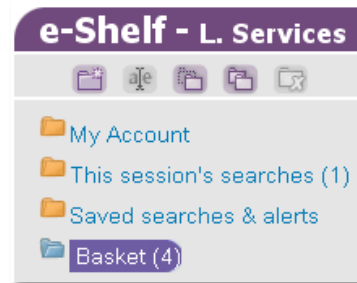 e-Shelf - L. Services
a e
My Account
This session's searches (1)
Saved searches & alerts
Basket (4)